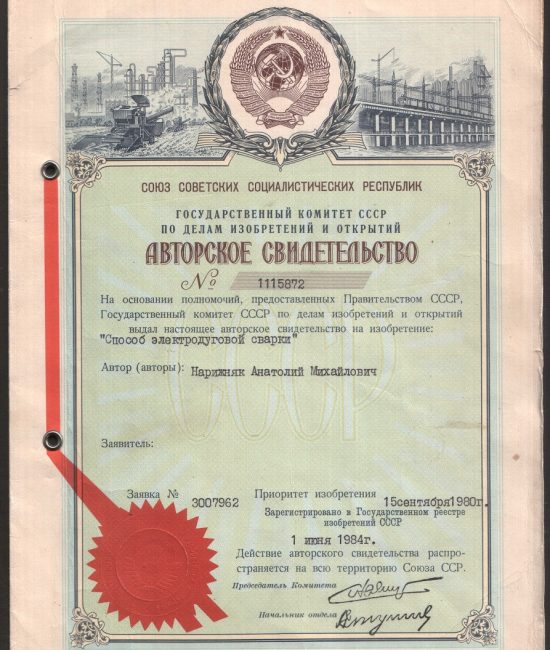 СОЮЗ СОВЕТСКИХ СОЦИАЛИСТИЧЕСКИХ РЕСПУБЛИК
ГОСУДАРСТВЕННЫЙ КОМИТЕТ СССР
ПО ДЕЛАМ ИЗОБРЕТЕНИЙ И ОТКРЫТИЙ
АВТОРСКОЕ СВИДЕТЕЛЬСТВО
№ 1115872
На основании полномочий, предоставленных Правительством СССР,
Государственный комитет СССР по делам изобретений и открытий
выдал настоящее авторское свидетельство на изобретение:
"Способ электродуговой сварки"
Автор (авторы): Нарижняк Анатолий Михайлович
СССР
Заявитель:
Заявка № 3007962 Приоритет изобретения 15сентября1980г.
Зарегистрировано в Государственном реестре
изобретений СССР
1 июня 1984г.
Действие авторского свидетельства распро-
страняется на всю территорию Союза ССР.
Председатель Комитета
Начальник отдела